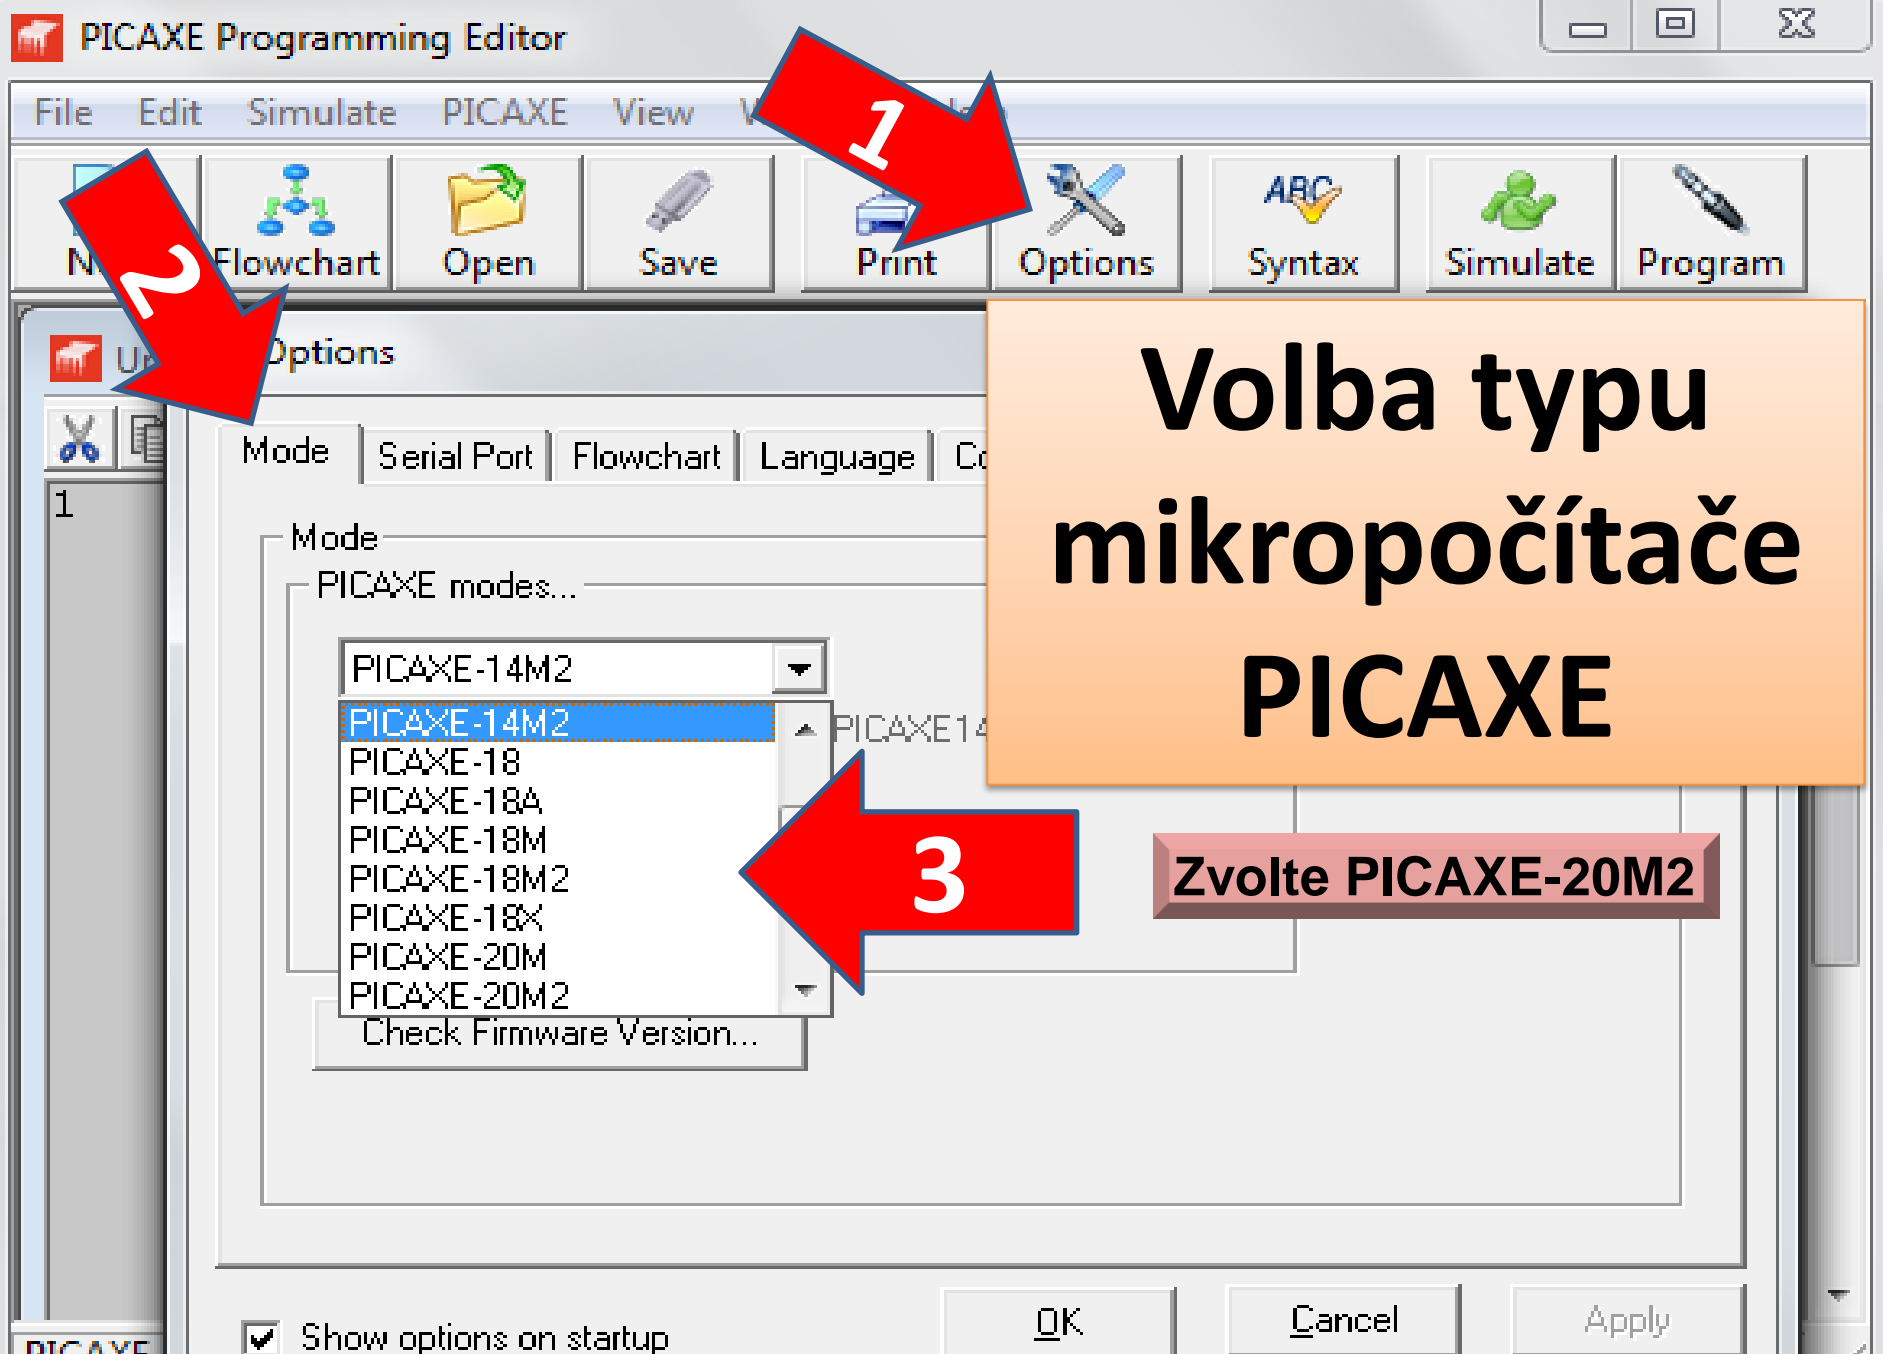 PICAXE Programming Editor
File Edit Simulate PICAXE View
1
Flowchart Open Save Print Options Syntax Simulate Program
2
Options
Volba typu
mikropočítače
PICAXE
Mode Serial Port Flowchart Language
1
Mode
PICAXE modes...
PICAXE-14M2
PICAXE-14M2
PICAXE-18
PICAXE-18A
PICAXE-18M
PICAXE-18M2
PICAXE-18X
PICAXE-20M
PICAXE-20M2
3
Zvolte PICAXE-20M2
Check Firmware Version...
Show options on startup
OK Cancel Apply
PICAXE